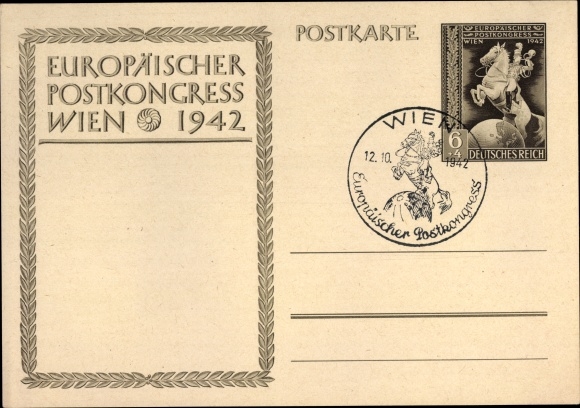 EUROPÄISCHER
POSTKONGRESS
WIEN 1942
POSTKARTE
EUROPÄISCHER
POSTKONGRESS
WIEN 1942
6
+4
DEUTSCHES REICH
WIEN
12.10. 1942
Europäischer Postkongress